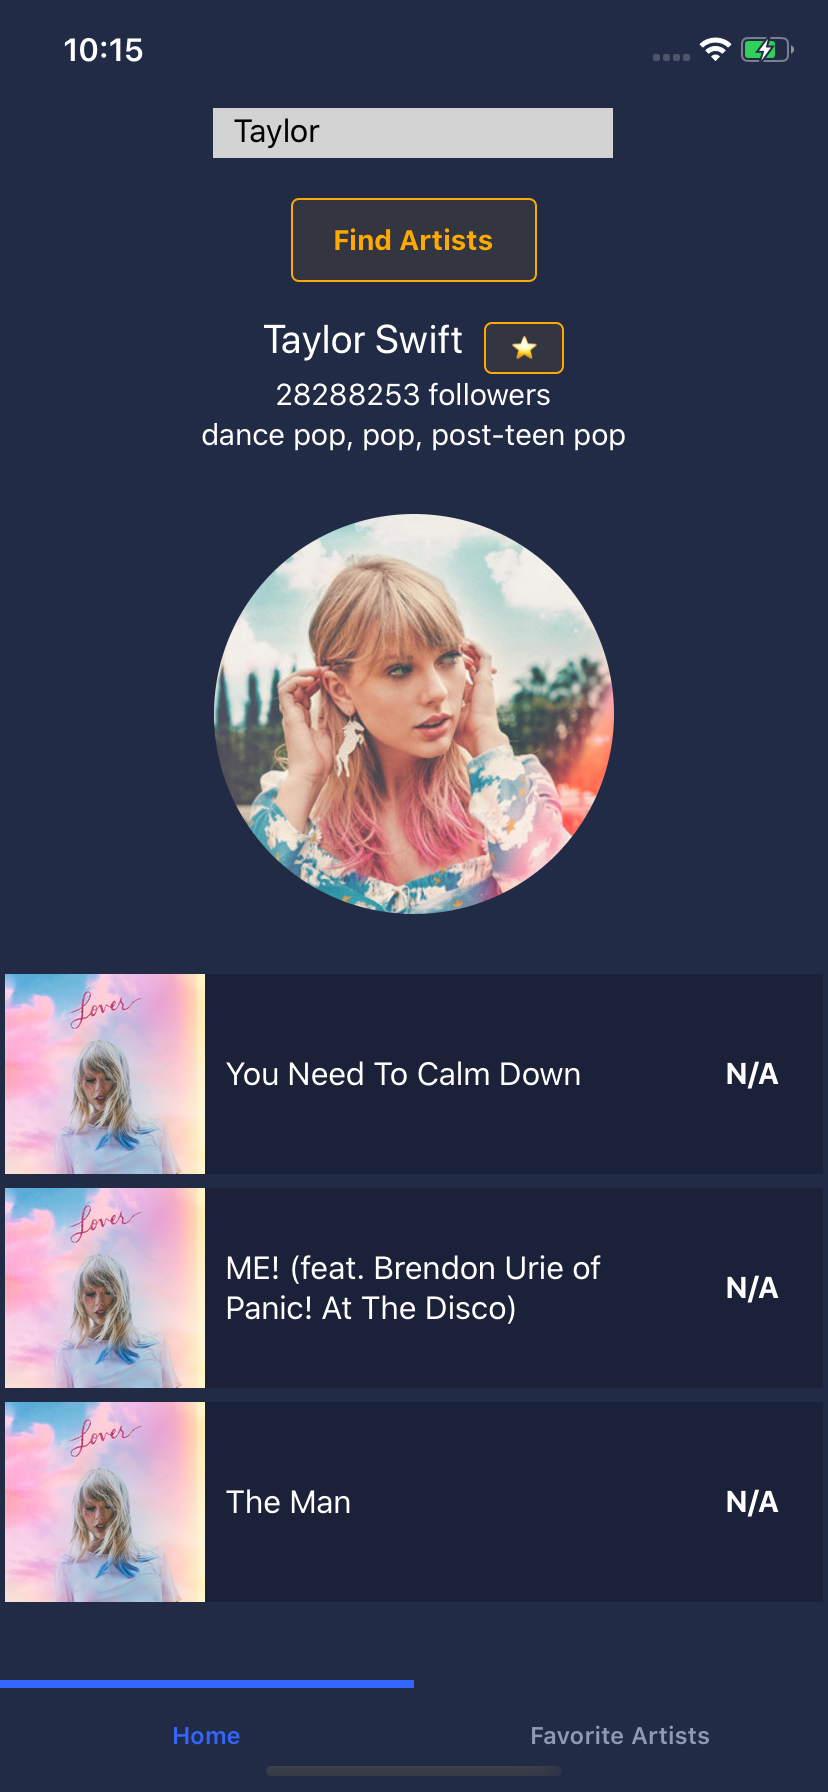 10:15
Taylor
Find Artists
Taylor Swift
28288253 followers
dance pop, pop, post-teen pop
Lover
You Need To Calm Down
N/A
Lover
ME! (feat. Brendon Urie of
Panic! At The Disco)
N/A
Lover
The Man
N/A
Home
Favorite Artists